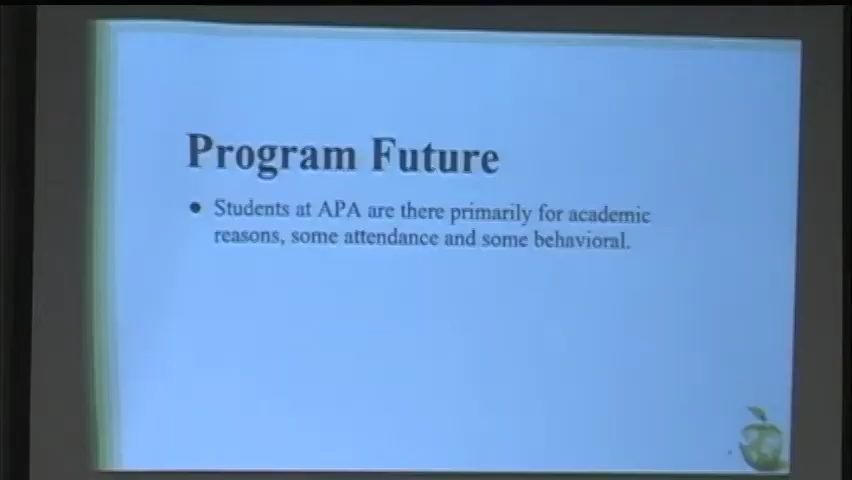 Program Future
• Students at APA are there primarily for academic
reasons, some attendance and some behavioral.